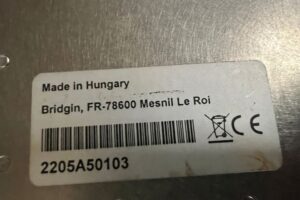 Made in Hungary
Bridgin, FR-78600 Mesnil Le Roi
CE
2205A50103